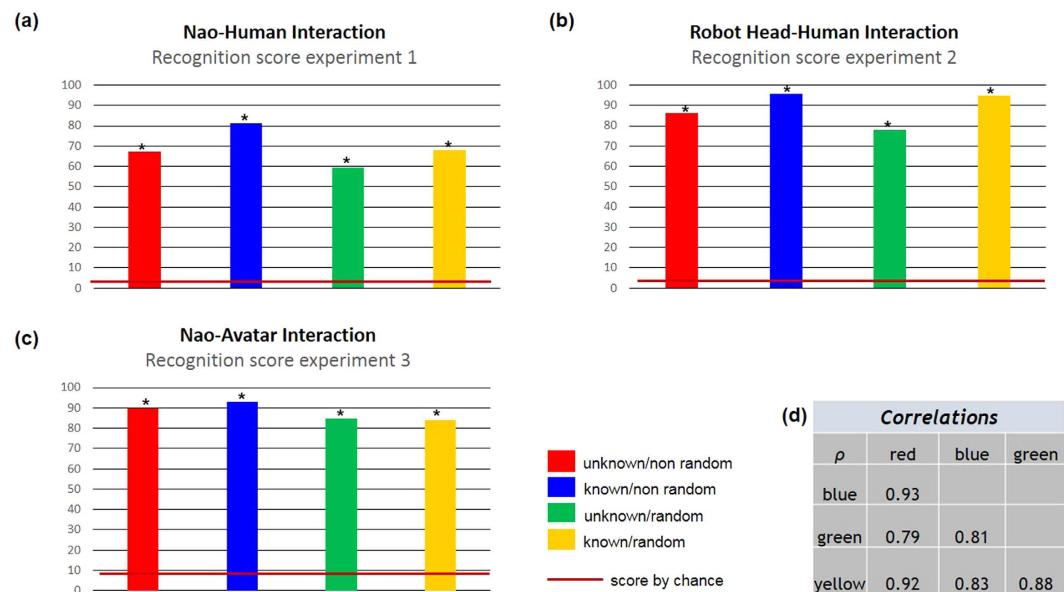 (a)
Nao-Human Interaction
Recognition score experiment 1
100
90
80
70
60
50
40
30
20
10
0
* * * *
(b)
Robot Head-Human Interaction
Recognition score experiment 2
100
90
80
70
60
50
40
30
20
10
0
* * * *
(c)
Nao-Avatar Interaction
Recognition score experiment 3
100
90
80
70
60
50
40
30
20
10
0
* * * *
unknown/non random
known/non random
unknown/random
known/random
score by chance
(d)
Correlations
ρ red blue green
blue 0.93
green 0.79 0.81
yellow 0.92 0.83 0.88